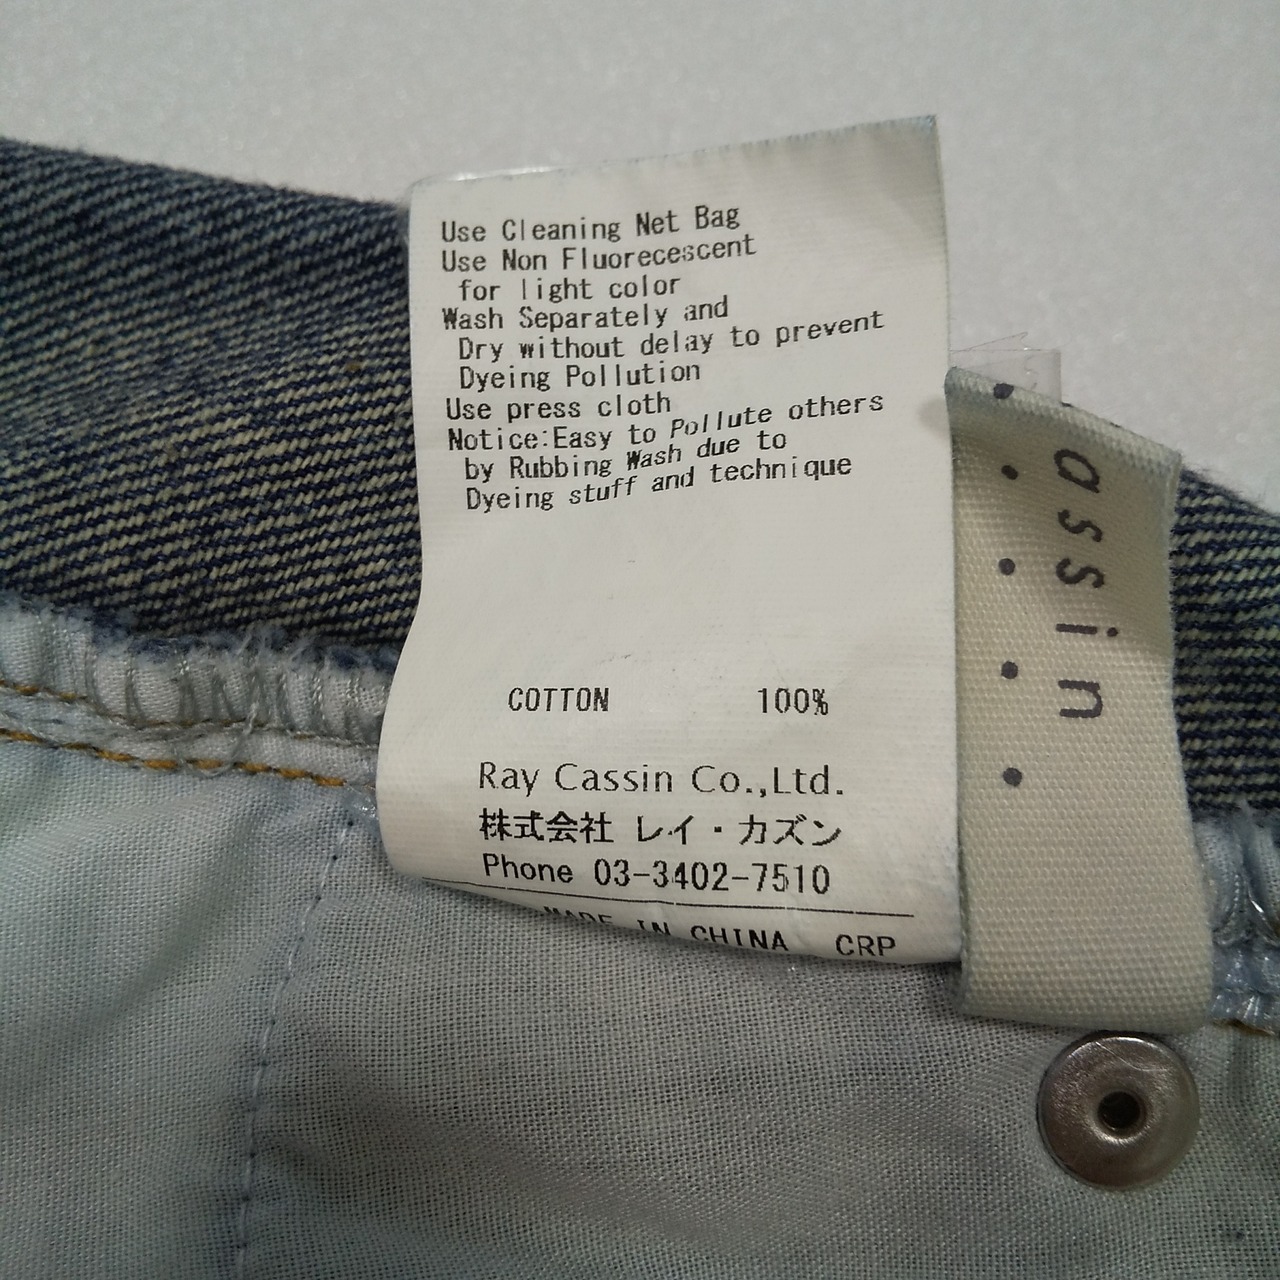 Use Cleaning Net Bag
Use Non Fluorecescent
for light color
Wash Separately and
Dry without delay to prevent
Dyeing Pollution
Use press cloth
Notice:Easy to Pollute others
by Rubbing Wash due to
Dyeing stuff and technique
COTTON 100%
Ray Cassin Co.,Ltd.
株式会社 レイ・カズン
Phone 03-3402-7510
MADE IN CHINA CRP
assin